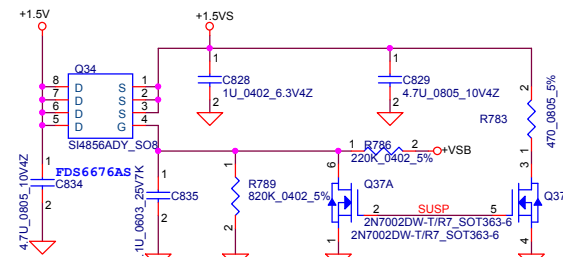 +1.5V
+1.5VS
Q34
8 D S 1
7 D S 2
6 D S 3
5 D G 4
SI4856ADY_SO8
FDS6676AS
1
C828
1U_0402_6.3V4Z
2
1
C829
4.7U_0805_10V4Z
2
2
R783
470_0805_5%
1
1
C834
4.7U_0805_10V4Z
2
1
C835
1U_0603_25V7K
2
1
R789
820K_0402_5%
2
1 R786 2 +VSB
220K_0402_5%
6
Q37A
2 SUSP 5
2N7002DW-T/R7_SOT363-6
1
3
Q37
2N7002DW-T/R7_SOT363-6
4